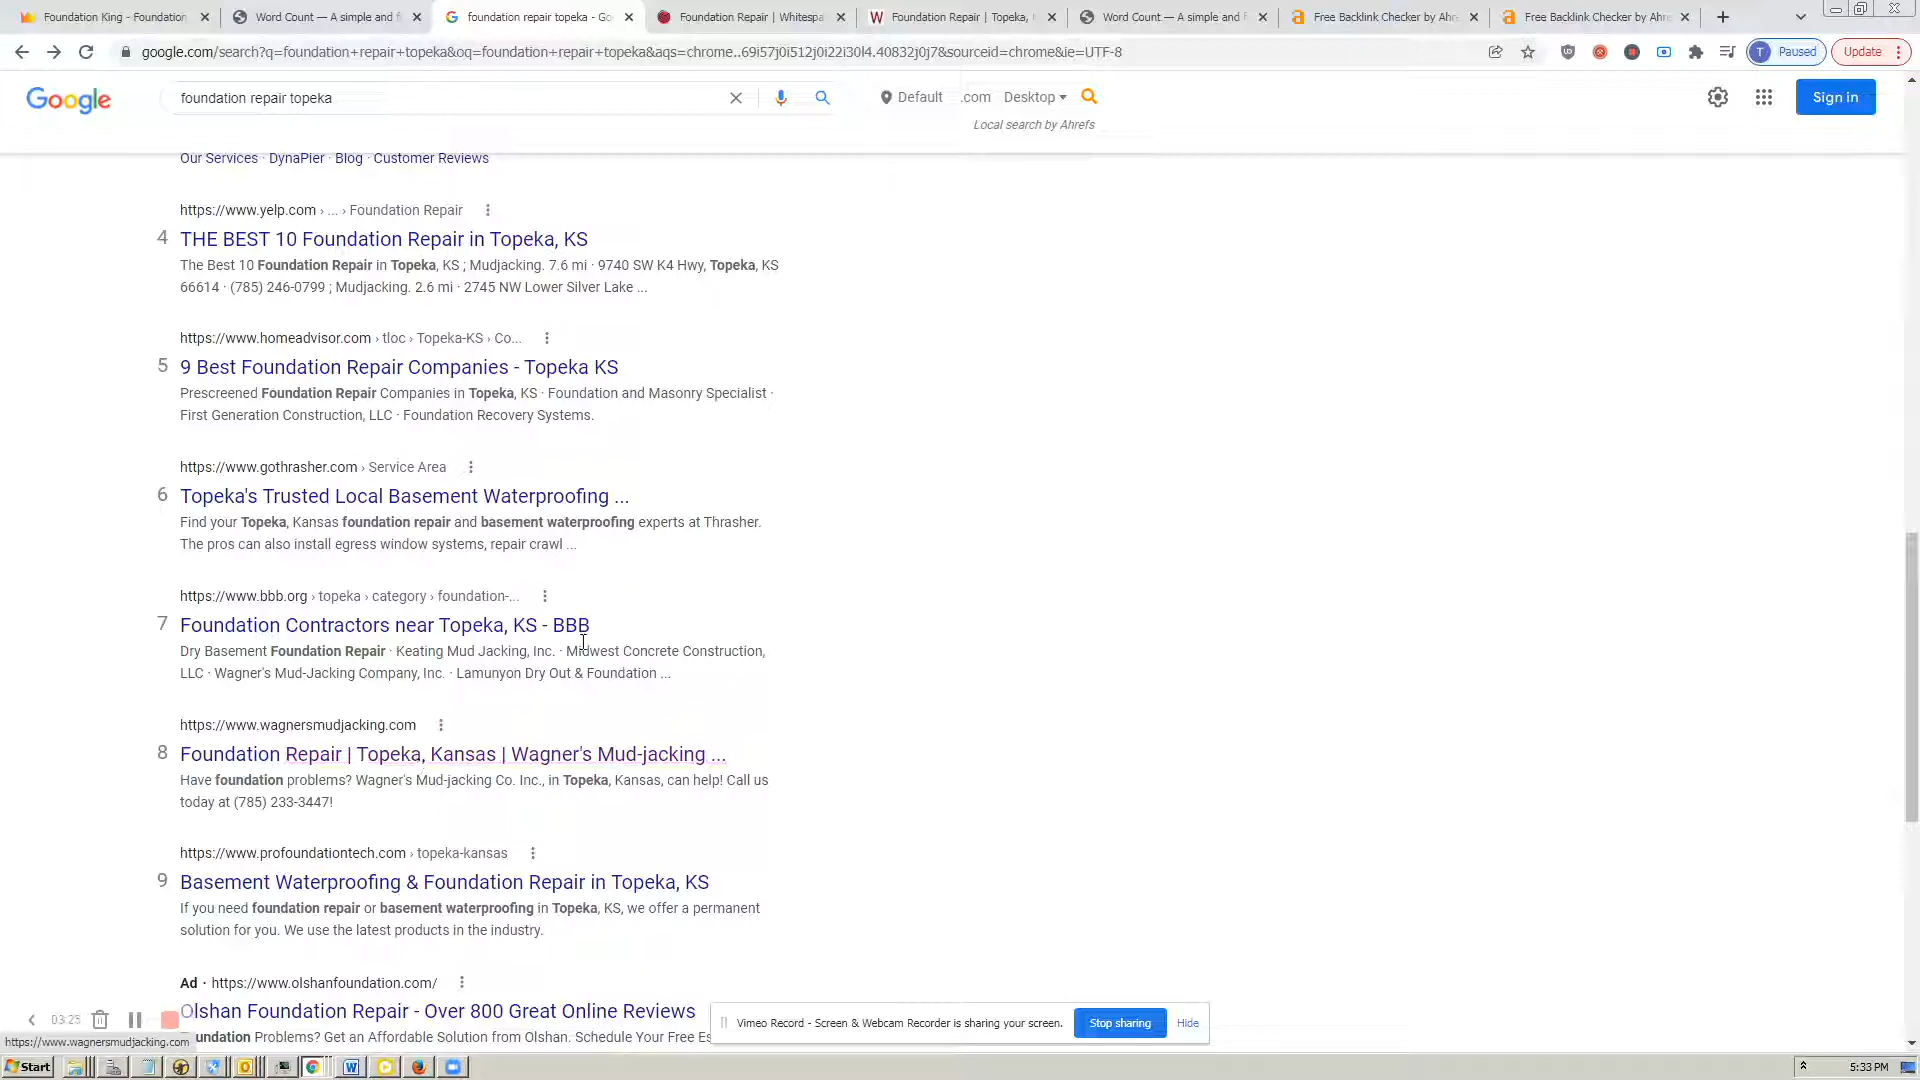 Foundation King - Foundation
Word Count — A simple and f
foundation repair topeka - Go
Foundation Repair | Whitespa
Foundation Repair | Topeka,
Word Count — A simple and f
Free Backlink Checker by Ahre
Free Backlink Checker by Ahre
google.com/search?q=foundation+repair+topeka&oq=foundation+repair+topeka&aqs=chrome..69i57j0i512j0i22i30l4.40832j0j7&sourceid=chrome&ie=UTF-8
T Paused
Update
Google
foundation repair topeka
Default
.com
Desktop
Sign in
Local search by Ahrefs
Our Services · DynaPier · Blog · Customer Reviews
https://www.yelp.com › ... › Foundation Repair
4 THE BEST 10 Foundation Repair in Topeka, KS
The Best 10 Foundation Repair in Topeka, KS ; Mudjacking. 7.6 mi · 9740 SW K4 Hwy, Topeka, KS
66614 · (785) 246-0799 ; Mudjacking. 2.6 mi · 2745 NW Lower Silver Lake ...
https://www.homeadvisor.com › tloc › Topeka-KS › Co...
5 9 Best Foundation Repair Companies - Topeka KS
Prescreened Foundation Repair Companies in Topeka, KS · Foundation and Masonry Specialist ·
First Generation Construction, LLC · Foundation Recovery Systems.
https://www.gothrasher.com › Service Area
6 Topeka's Trusted Local Basement Waterproofing ...
Find your Topeka, Kansas foundation repair and basement waterproofing experts at Thrasher.
The pros can also install egress window systems, repair crawl ...
https://www.bbb.org › topeka › category › foundation-...
7 Foundation Contractors near Topeka, KS - BBB
Dry Basement Foundation Repair · Keating Mud Jacking, Inc. · Midwest Concrete Construction,
LLC · Wagner's Mud-Jacking Company, Inc. · Lamunyon Dry Out & Foundation ...
https://www.wagnersmudjacking.com
8 Foundation Repair | Topeka, Kansas | Wagner's Mud-jacking ...
Have foundation problems? Wagner's Mud-jacking Co. Inc., in Topeka, Kansas, can help! Call us
today at (785) 233-3447!
https://www.profoundationtech.com › topeka-kansas
9 Basement Waterproofing & Foundation Repair in Topeka, KS
If you need foundation repair or basement waterproofing in Topeka, KS, we offer a permanent
solution for you. We use the latest products in the industry.
Ad · https://www.olshanfoundation.com/
Olshan Foundation Repair - Over 800 Great Online Reviews
undation Problems? Get an Affordable Solution from Olshan. Schedule Your Free Es
03:25
Vimeo Record - Screen & Webcam Recorder is sharing your screen.
Stop sharing
Hide
https://www.wagnersmudjacking.com
Start
5:33 PM